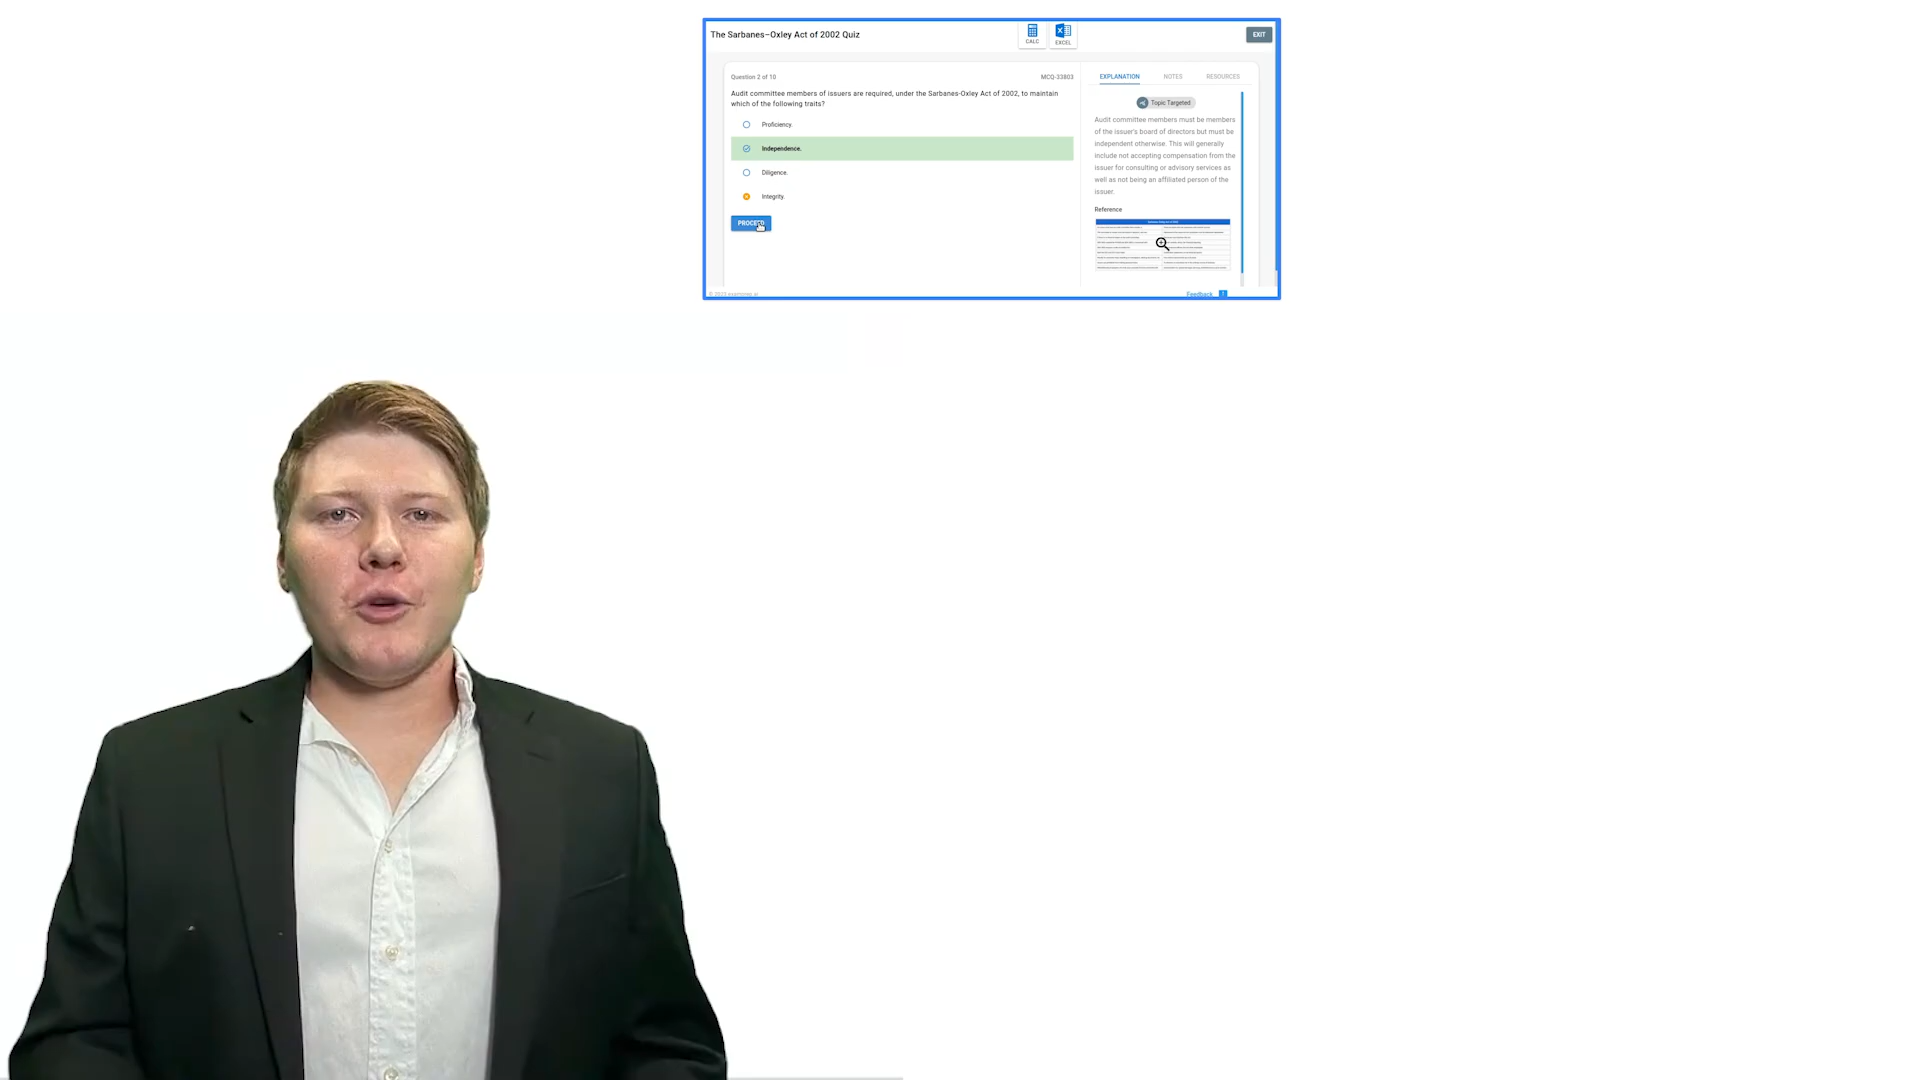 The Sarbanes–Oxley Act of 2002 Quiz
CALC
EXCEL
EXIT
Question 2 of 10
MCQ-33803
Audit committee members of issuers are required, under the Sarbanes-Oxley Act of 2002, to maintain
which of the following traits?
Proficiency.
Independence.
Diligence.
Integrity.
PROCEED
EXPLANATION
NOTES
RESOURCES
Topic Targeted
Audit committee members must be members
of the issuer's board of directors but must be
independent otherwise. This will generally
include not accepting compensation from the
issuer for consulting or advisory services as
well as not being an affiliated person of the
issuer.
Reference
Feedback